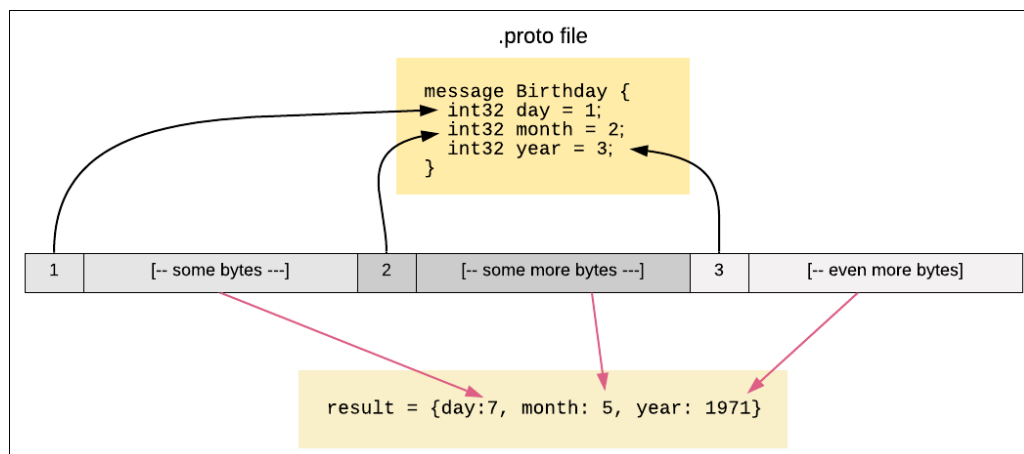 .proto file
message Birthday {
int32 day = 1;
int32 month = 2;
int32 year = 3;
}
1 [-- some bytes ---] 2 [-- some more bytes ---] 3 [-- even more bytes]
result = {day:7, month: 5, year: 1971}